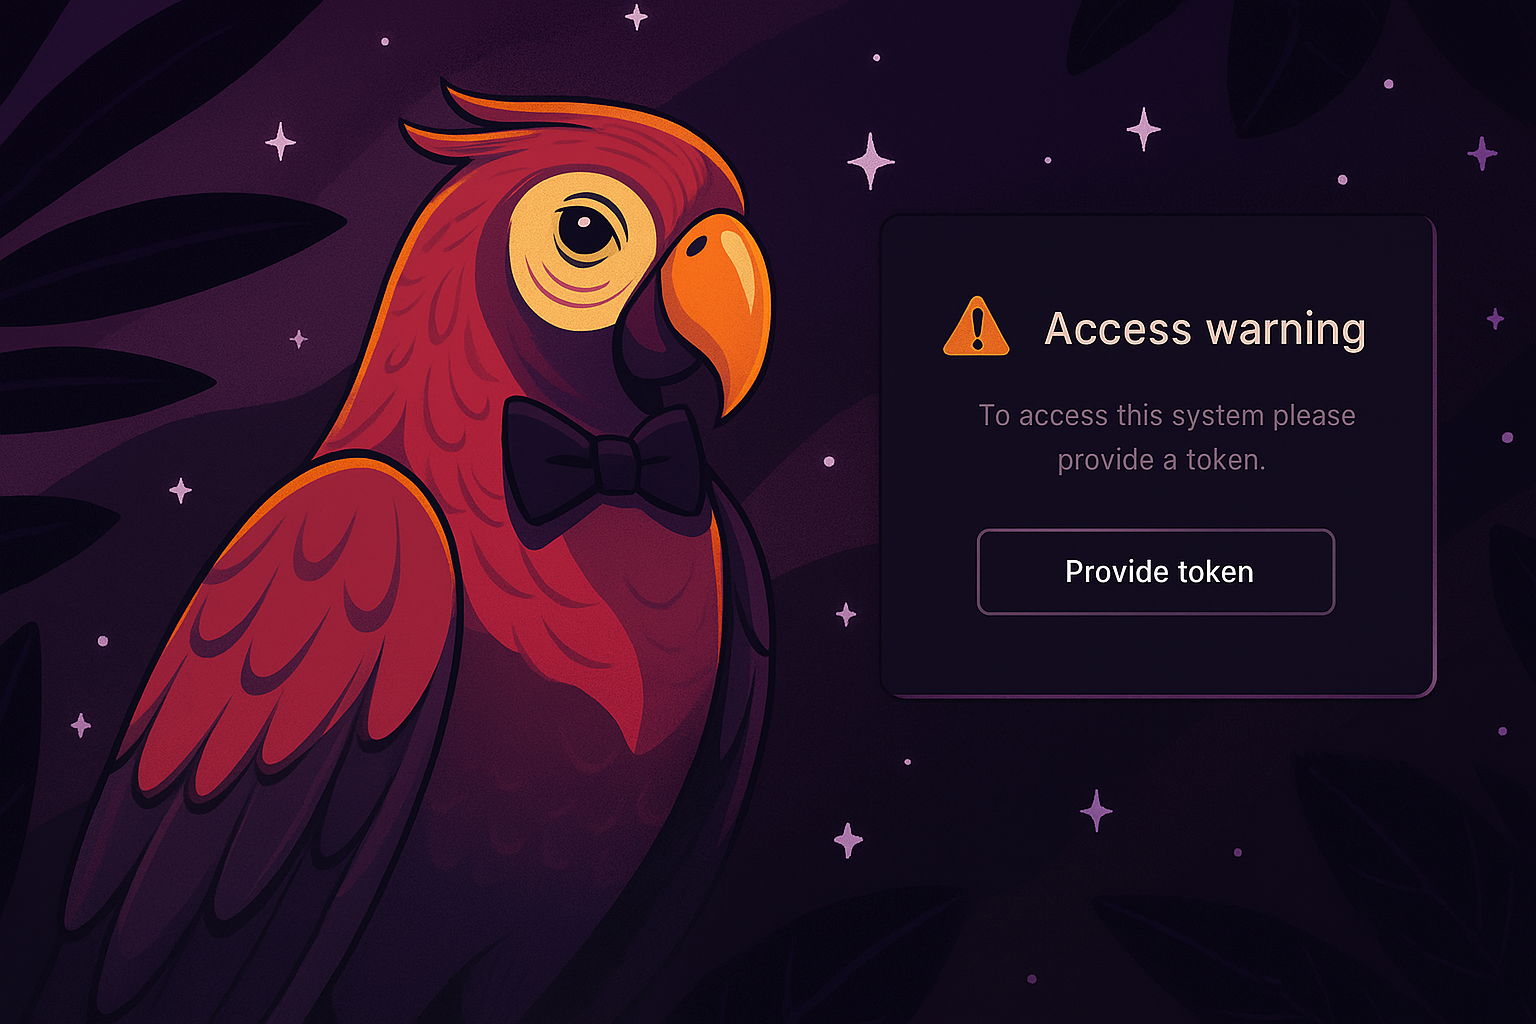 Access warning
To access this system please
provide a token.
Provide token